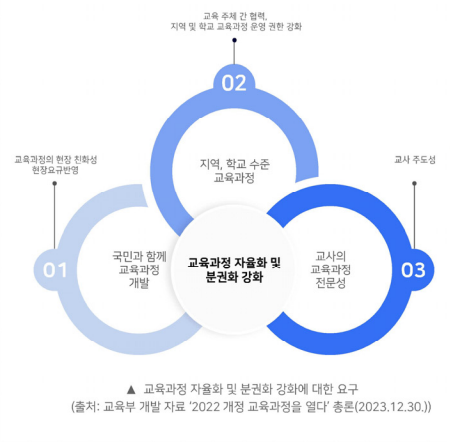 교육 주체 간 협력,
지역 및 학교 교육과정 운영 권한 강화
02
지역, 학교 수준
교육과정
교육과정의 현장 친화성
현장요구반영
01
국민과 함께
교육과정
개발
교육과정 자율화 및
분권화 강화
교사 주도성
03
교사의
교육과정
전문성
▲ 교육과정 자율화 및 분권화 강화에 대한 요구
(출처: 교육부 개발 자료 '2022 개정 교육과정을 열다' 총론(2023.12.30.))